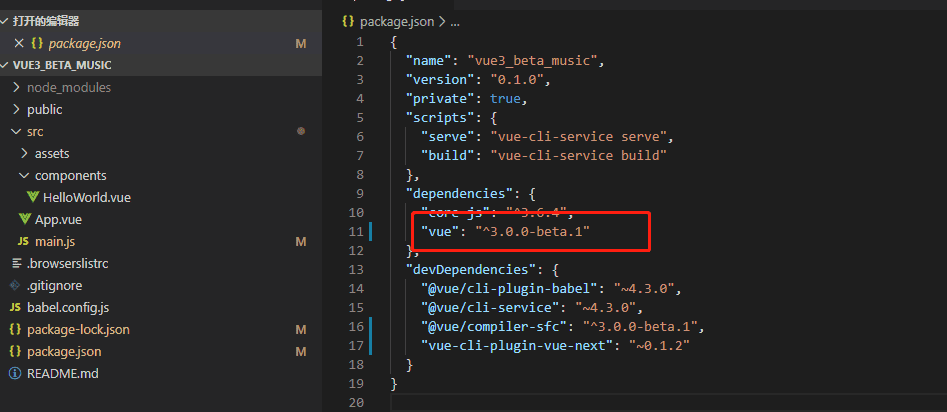 打开的编辑器
package.json M
VUE3_BETA_MUSIC
node_modules
public
src
assets
components
HelloWorld.vue
App.vue
JS main.js
.browserslistrc
.gitignore
JS babel.config.js
{} package-lock.json M
{} package.json M
README.md
{} package.json > ...
1 {
2 "name": "vue3_beta_music",
3 "version": "0.1.0",
4 "private": true,
5 "scripts": {
6 "serve": "vue-cli-service serve",
7 "build": "vue-cli-service build"
8 },
9 "dependencies": {
10 "core-js": "^3.6.4",
11 "vue": "^3.0.0-beta.1"
12 },
13 "devDependencies": {
14 "@vue/cli-plugin-babel": "~4.3.0",
15 "@vue/cli-service": "~4.3.0",
16 "@vue/compiler-sfc": "^3.0.0-beta.1",
17 "vue-cli-plugin-vue-next": "~0.1.2"
18 }
19 }
20